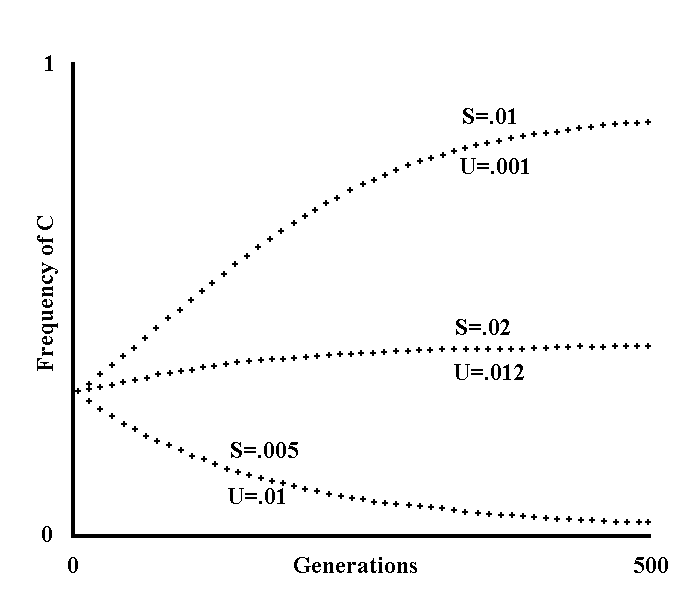 1
S=.01
U=.001
Frequency of C
S=.02
U=.012
S=.005
U=.01
0
0 Generations 500